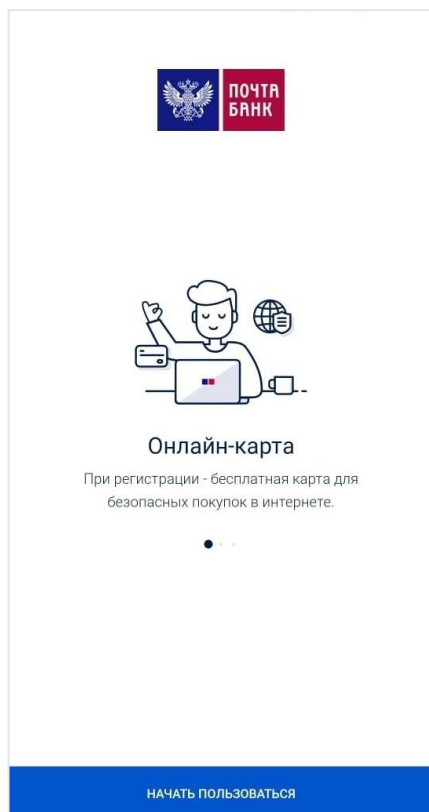 ПОЧТА
БАНК
Онлайн-карта
При регистрации - бесплатная карта для
безопасных покупок в интернете.
НАЧАТЬ ПОЛЬЗОВАТЬСЯ